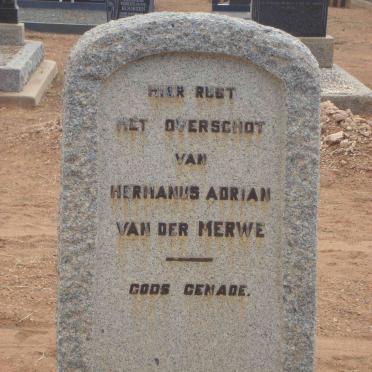 HIER RUST
HET OVERSCHOT
VAN
HERMANUS ADRIAN
VAN DER MERWE
GODS GENADE.